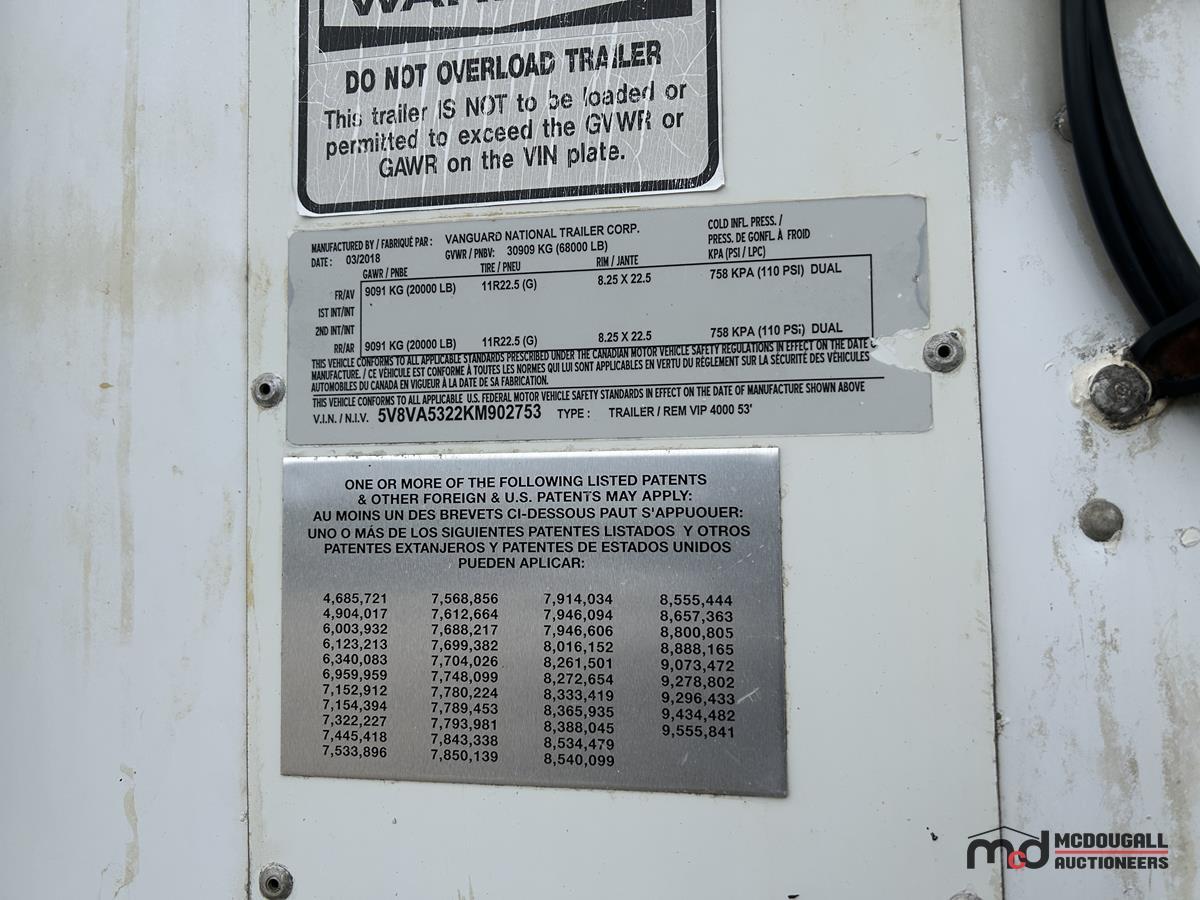 DO NOT OVERLOAD TRAILER
This trailer IS NOT to be loaded or
permitted to exceed the GVWR or
GAWR on the VIN plate.
MANUFACTURED BY / FABRIQUÉ PAR : VANGUARD NATIONAL TRAILER CORP.
DATE : 03/2018 GVWR / PNBV: 30909 KG (68000 LB)
COLD INFL. PRESS. /
PRESS. DE GONFL. À FROID
KPA (PSI / LPC)
GAWR / PNBE TIRE / PNEU RIM / JANTE
FR/AV 9091 KG (20000 LB) 11R22.5 (G) 8.25 X 22.5 758 KPA (110 PSI) DUAL
1ST INT/INT
2ND INT/INT
RR/AR 9091 KG (20000 LB) 11R22.5 (G) 8.25 X 22.5 758 KPA (110 PSI) DUAL
THIS VEHICLE CONFORMS TO ALL APPLICABLE STANDARDS PRESCRIBED UNDER THE CANADIAN MOTOR VEHICLE SAFETY REGULATIONS IN EFFECT ON THE DATE
MANUFACTURE. / CE VÉHICULE EST CONFORME À TOUTES LES NORMES QUI LUI SONT APPLICABLES EN VERTU DU RÉGLEMENT SUR LA SÉCURITÉ DES VÉHICULES
AUTOMOBILES DU CANADA EN VIGUEUR À LA DATE DE SA FABRICATION.
THIS VEHICLE CONFORMS TO ALL APPLICABLE U.S. FEDERAL MOTOR VEHICLE SAFETY STANDARDS IN EFFECT ON THE DATE OF MANUFACTURE SHOWN ABOVE
V.I.N. / N.I.V. 5V8VA5322KM902753 TYPE : TRAILER / REM VIP 4000 53'
ONE OR MORE OF THE FOLLOWING LISTED PATENTS
& OTHER FOREIGN & U.S. PATENTS MAY APPLY:
AU MOINS UN DES BREVETS CI-DESSOUS PAUT S'APPUOUER:
UNO O MÁS DE LOS SIGUIENTES PATENTES LISTADOS Y OTROS
PATENTES EXTANJEROS Y PATENTES DE ESTADOS UNIDOS
PUEDEN APLICAR:
4,685,721 7,568,856 7,914,034 8,555,444
4,904,017 7,612,664 7,946,094 8,657,363
6,003,932 7,688,217 7,946,606 8,800,805
6,123,213 7,699,382 8,016,152 8,888,165
6,340,083 7,704,026 8,261,501 9,073,472
6,959,959 7,748,099 8,272,654 9,278,802
7,152,912 7,780,224 8,333,419 9,296,433
7,154,394 7,789,453 8,365,935 9,434,482
7,322,227 7,793,981 8,388,045 9,555,841
7,445,418 7,843,338 8,534,479
7,533,896 7,850,139 8,540,099
mcd MCDOUGALL
AUCTIONEERS